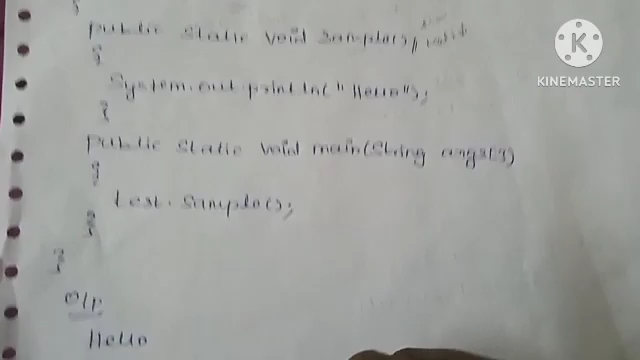 {
public static void sample() //
{
System.out.println("Hello");
}
public static void main(String args[])
{
test.sample();
}
}
O/P
Hello
K
KINEMASTER